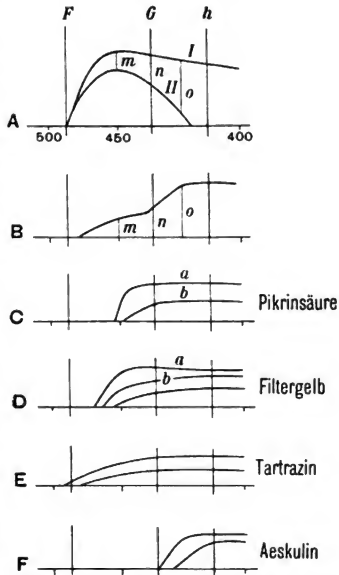 F G h
I
m
n
II o
A
500 450 400
o
B m n
a
b
C Pikrinsäure
a
b
D Filtergelb
E Tartrazin
F Aeskulin